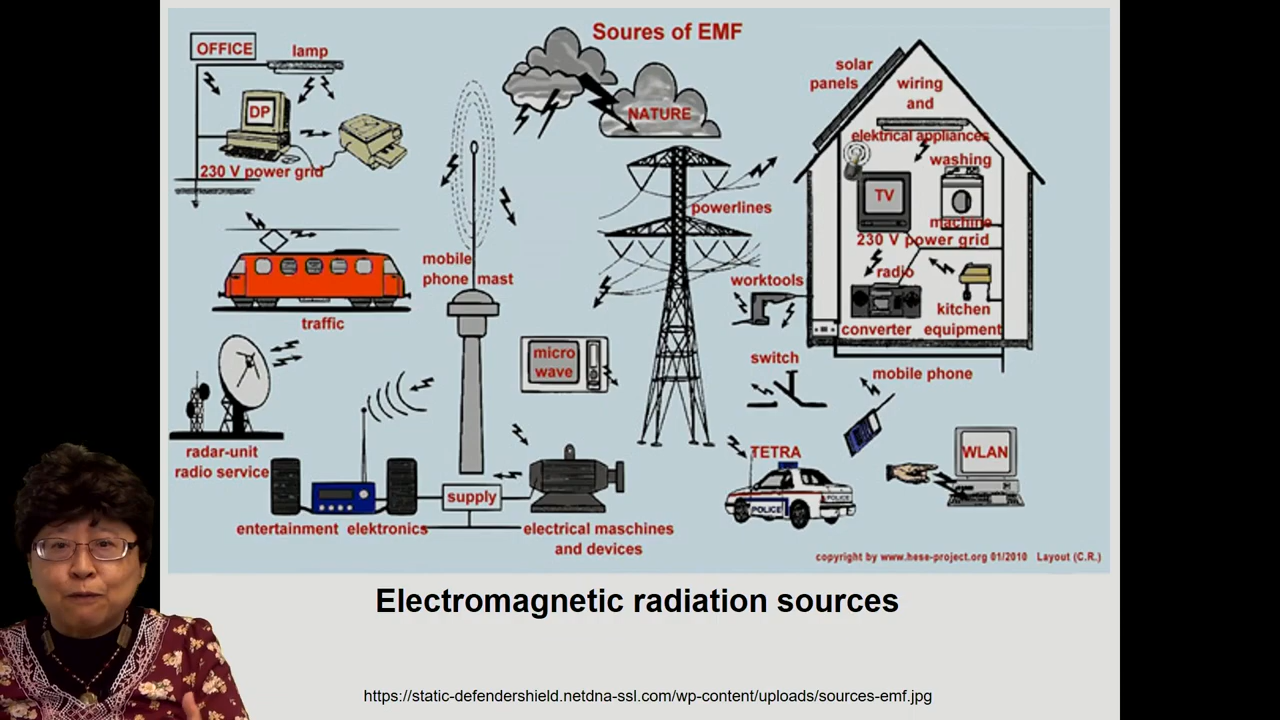 Soures of EMF
OFFICE
lamp
DP
230 V power grid
NATURE
solar
panels
wiring
and
elektrical appliances
washing
TV
machine
230 V power grid
radio
kitchen
converter equipment
powerlines
mobile
phone mast
worktools
traffic
micro
wave
switch
mobile phone
radar-unit
radio service
TETRA
POLICE
POLICE
WLAN
supply
entertainment elektronics
electrical maschines
and devices
copyright by www.hese-project.org 01/2010 Layout (C.R.)
Electromagnetic radiation sources
https://static-defendershield.netdna-ssl.com/wp-content/uploads/sources-emf.jpg